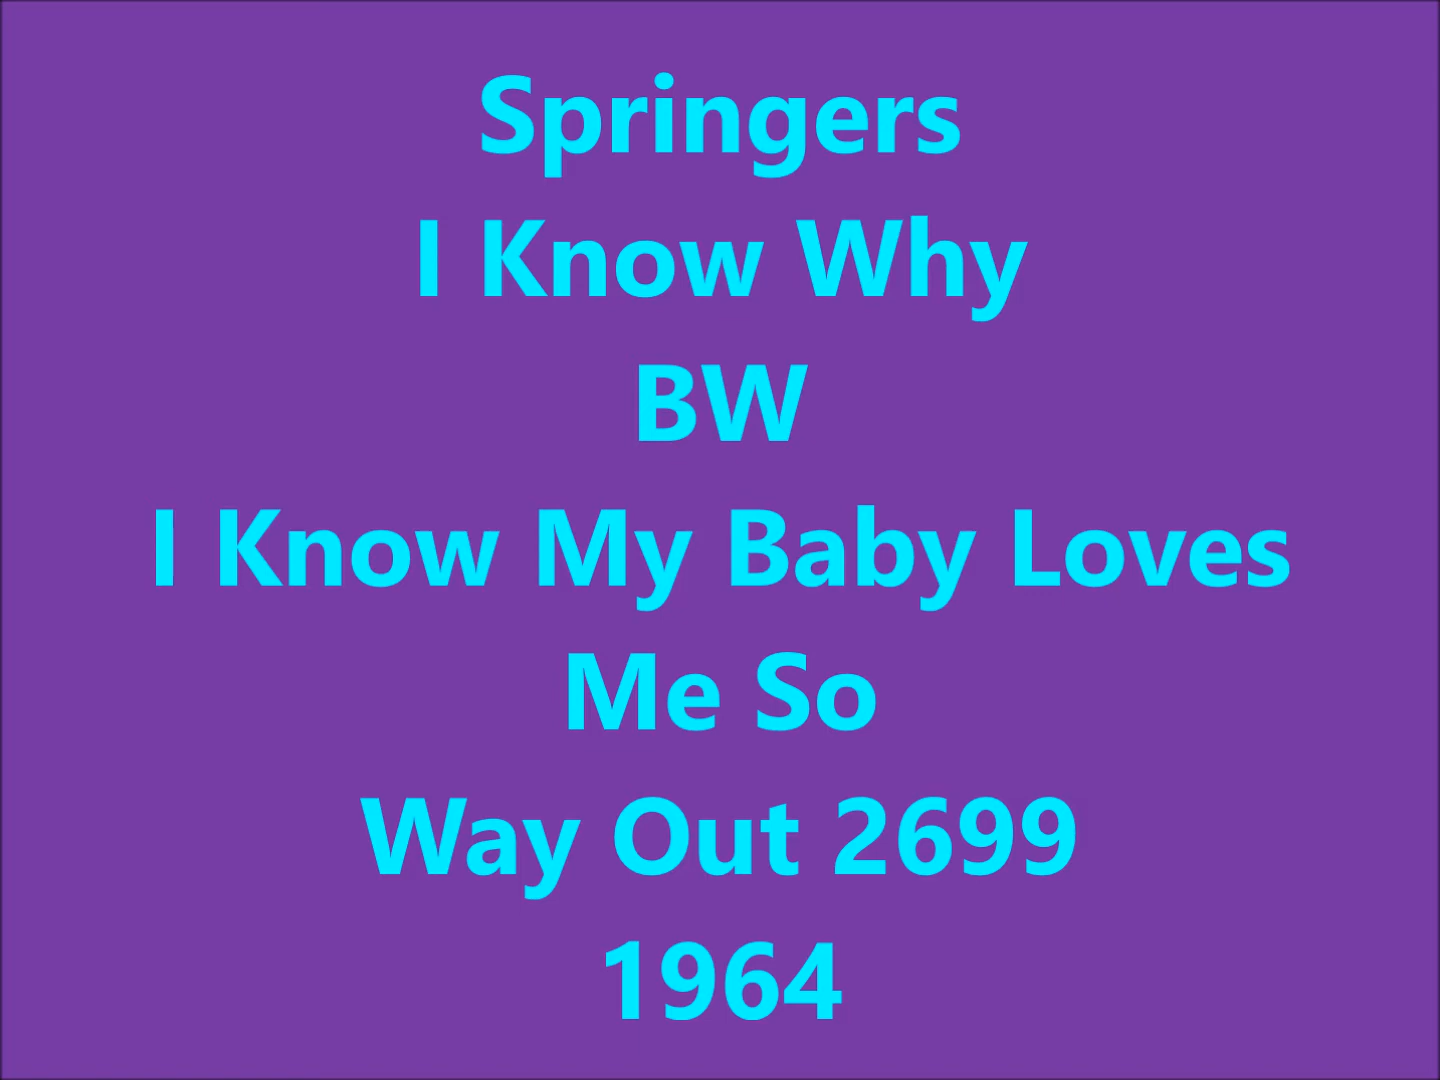 Springers
I Know Why
BW
I Know My Baby Loves
Me So
Way Out 2699
1964